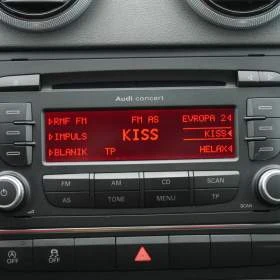 Audi concert
RMF FM FM AS EVROPA 2
IMPULS KISS KISS
BLANIK TP HELAX
FM AM CD SCAN
AS TONE MENU TP
SCAN
OFF